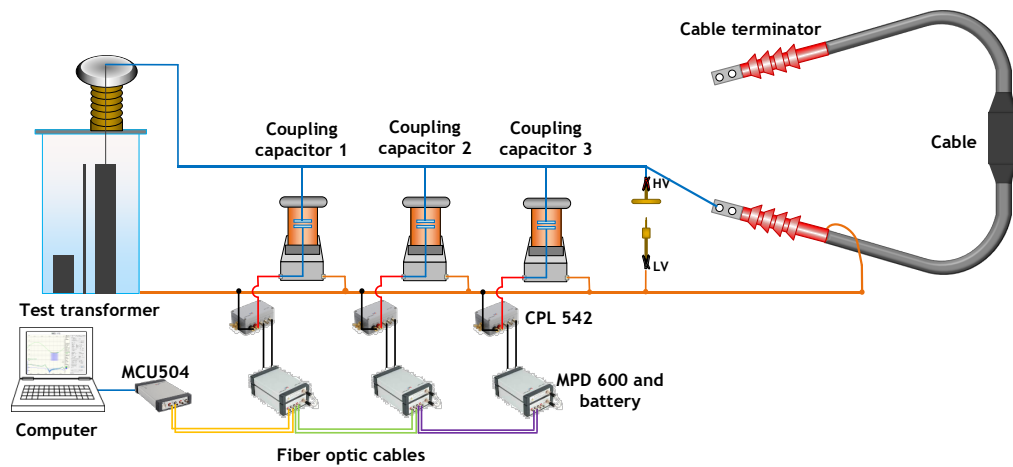 Cable terminator
Coupling
capacitor 1
Coupling
capacitor 2
Coupling
capacitor 3
Cable
HV
LV
Test transformer
CPL 542
MCU504
MPD 600 and
battery
Computer
Fiber optic cables